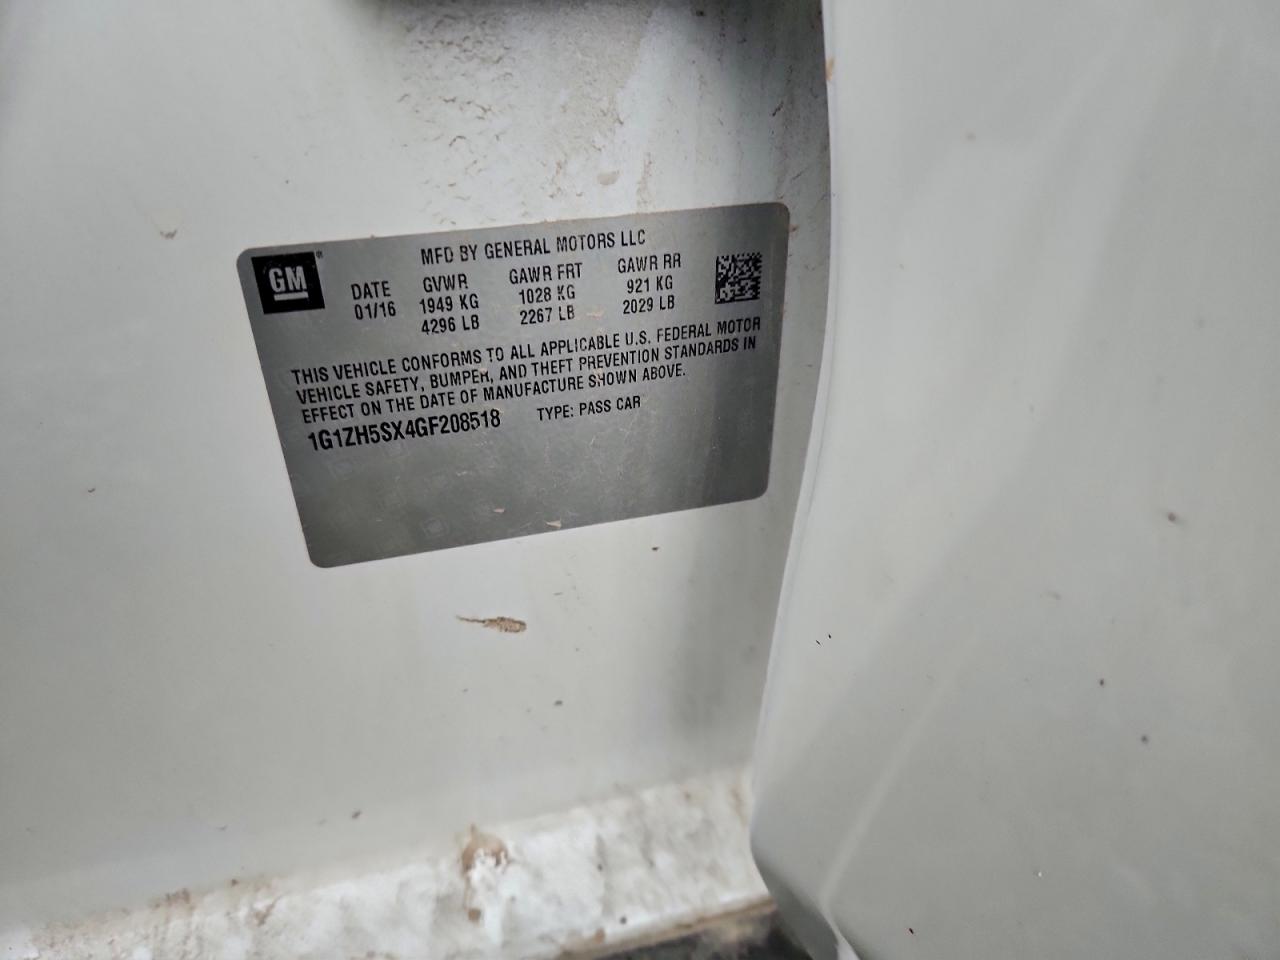 GM
MFD BY GENERAL MOTORS LLC
DATE GVWR GAWR FRT GAWR RR
01/16 1949 KG 1028 KG 921 KG
4296 LB 2267 LB 2029 LB
THIS VEHICLE CONFORMS TO ALL APPLICABLE U.S. FEDERAL MOTOR
VEHICLE SAFETY, BUMPER, AND THEFT PREVENTION STANDARDS IN
EFFECT ON THE DATE OF MANUFACTURE SHOWN ABOVE.
1G1ZH5SX4GF208518 TYPE: PASS CAR